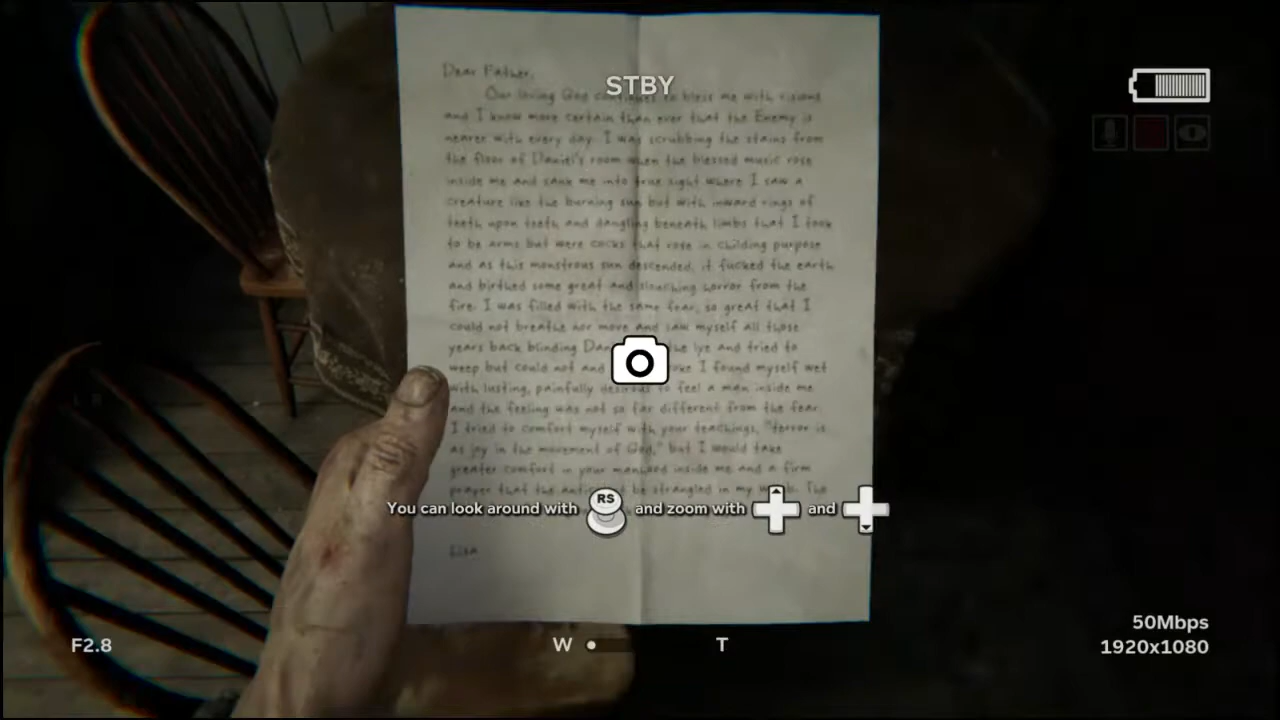 Dear Father,
STBY
Our loving God continues to bless me with visions
and I know more certain than ever that the Enemy is
nearer with every day. I was scrubbing the stains from
the floor of Daniel's room when the blessed music rose
inside me and sank me into true sight where I saw a
creature like the burning sun but with inward rings of
teeth upon teeth and dangling beneath limbs that I took
to be arms but were cocks that rose in childing purpose
and as this monstrous sun descended, it fucked the earth
and birthed some great and slouching horror from the
fire. I was filled with the same fear, so great that I
could not breathe nor move and saw myself all those
years back blinding the lye and tried to
weep but could not and I found myself wet
with lusting, painfully desirous to feel a man inside me
and the feeling was not so far different from the fear.
I tried to comfort myself with your teachings, "terror is
as joy in the movement of God," but I would take
greater comfort in your manhood inside me and a firm
prayer that the be strangled in my The
You can look around with RS and zoom with and
F2.8
W T
50Mbps
1920x1080